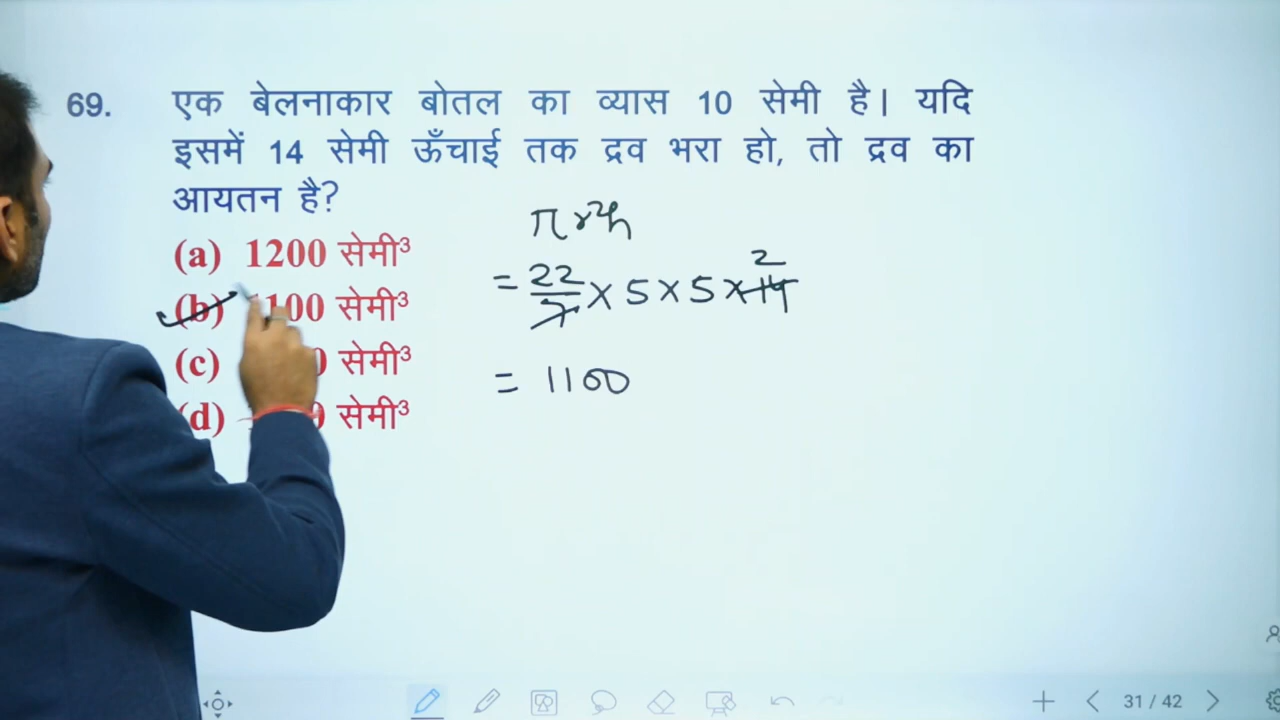 69. एक बेलनाकार बोतल का व्यास 10 सेमी है। यदि
इसमें 14 सेमी ऊँचाई तक द्रव भरा हो, तो द्रव का
आयतन है?
πr²h
(a) 1200 सेमी³
= 22/7 × 5 × 5 × 14 2
(b) 1100 सेमी³
(c) सेमी³
= 1100
(d) सेमी³
31 / 42